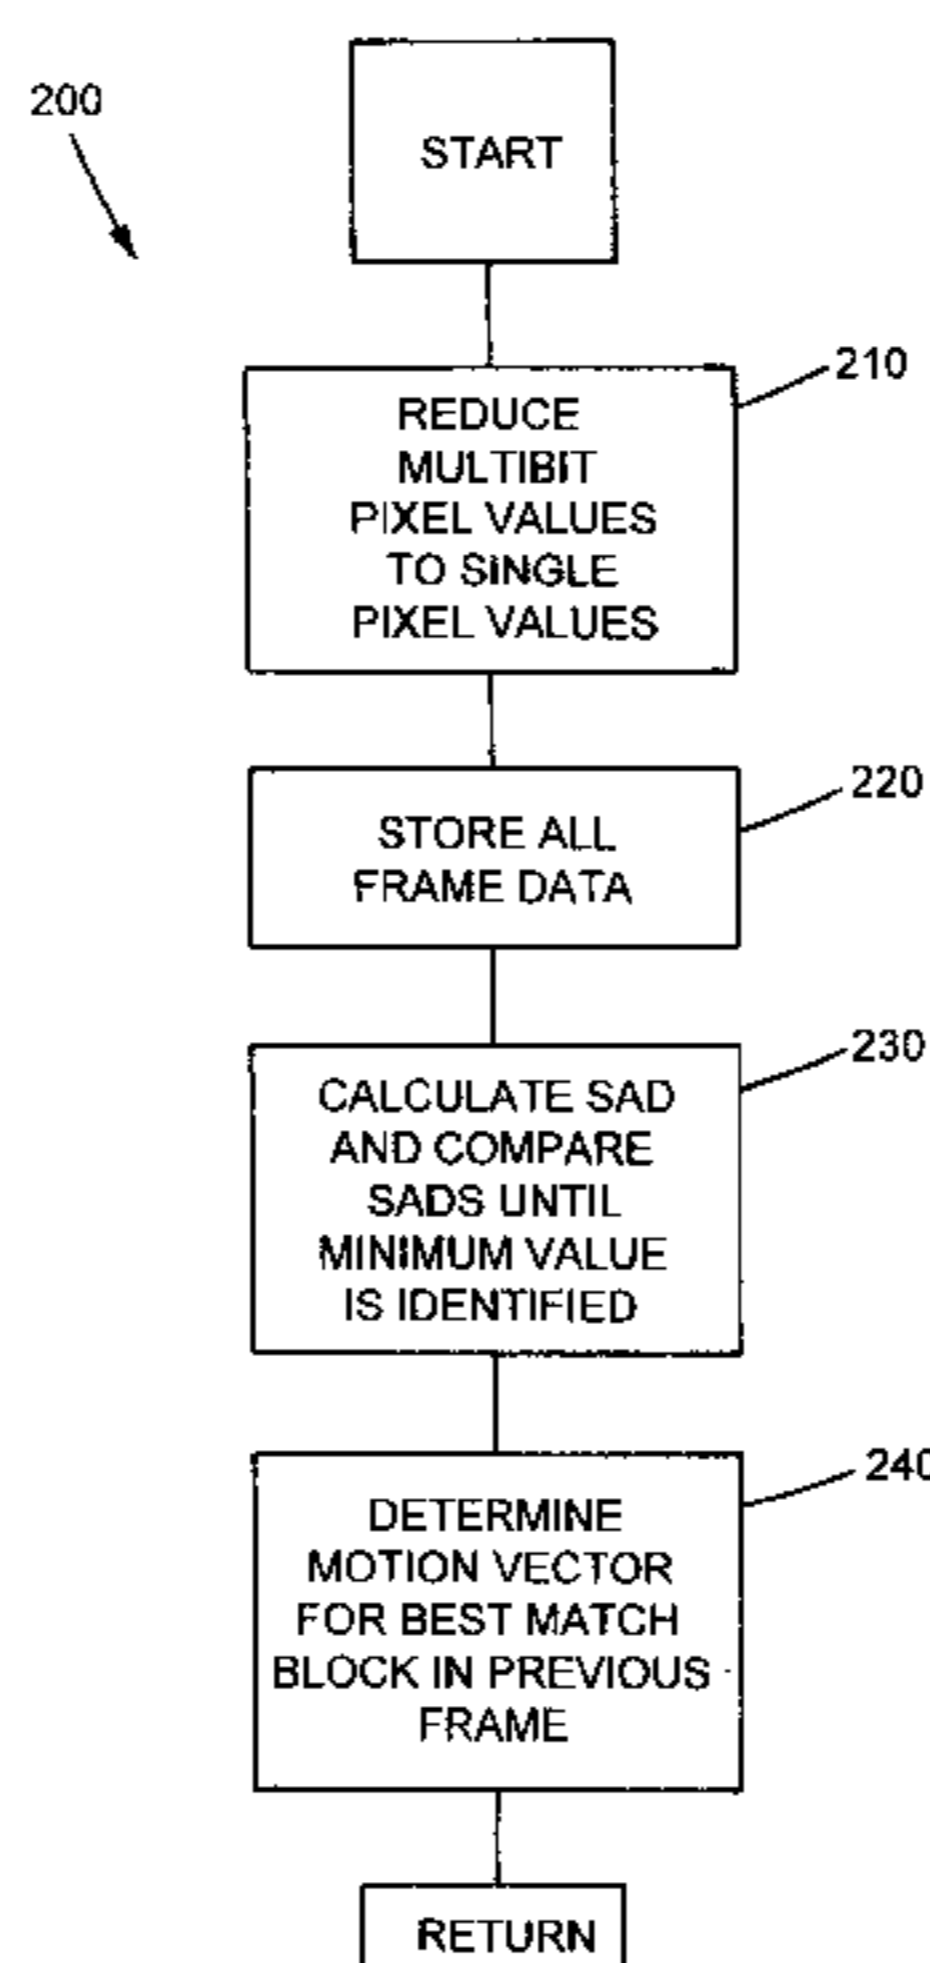 200
START
210
REDUCE
MULTIBIT
PIXEL VALUES
TO SINGLE
PIXEL VALUES
220
STORE ALL
FRAME DATA
230
CALCULATE SAD
AND COMPARE
SADS UNTIL
MINIMUM VALUE
IS IDENTIFIED
240
DETERMINE
MOTION VECTOR
FOR BEST MATCH
BLOCK IN PREVIOUS
FRAME
RETURN